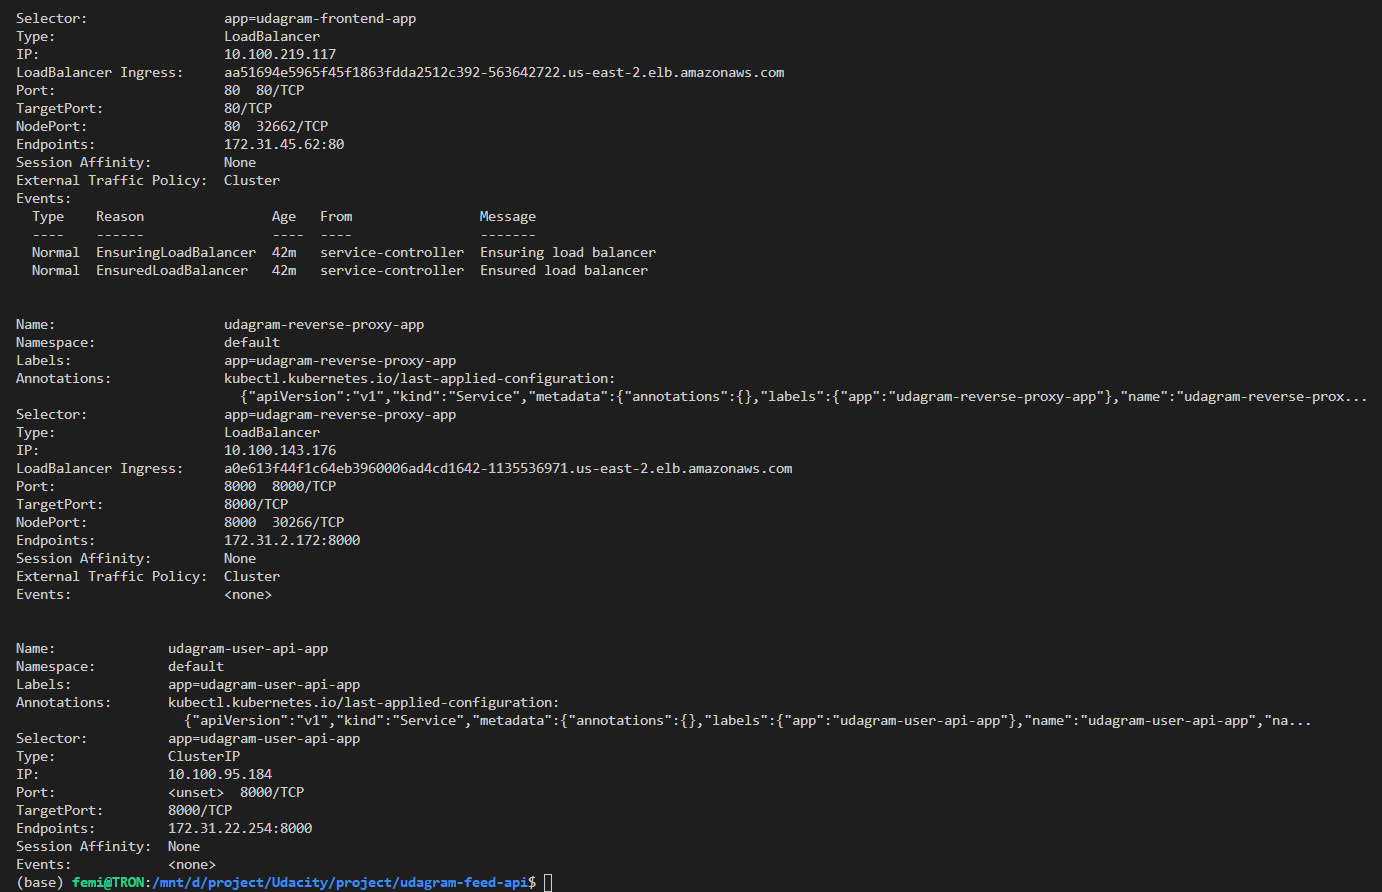 Selector:                 app=udagram-frontend-app
Type:                     LoadBalancer
IP:                       10.100.219.117
LoadBalancer Ingress:     aa51694e5965f45f1863fdda2512c392-563642722.us-east-2.elb.amazonaws.com
Port:                     80  80/TCP
TargetPort:               80/TCP
NodePort:                 80  32662/TCP
Endpoints:                172.31.45.62:80
Session Affinity:         None
External Traffic Policy:  Cluster
Events:
  Type    Reason                Age   From                Message
  ----    ------                ----  ----                -------
  Normal  EnsuringLoadBalancer  42m   service-controller  Ensuring load balancer
  Normal  EnsuredLoadBalancer   42m   service-controller  Ensured load balancer
Name:                     udagram-reverse-proxy-app
Namespace:                default
Labels:                   app=udagram-reverse-proxy-app
Annotations:              kubectl.kubernetes.io/last-applied-configuration:
                            {"apiVersion":"v1","kind":"Service","metadata":{"annotations":{},"labels":{"app":"udagram-reverse-proxy-app"},"name":"udagram-reverse-prox...
Selector:                 app=udagram-reverse-proxy-app
Type:                     LoadBalancer
IP:                       10.100.143.176
LoadBalancer Ingress:     a0e613f44f1c64eb3960006ad4cd1642-1135536971.us-east-2.elb.amazonaws.com
Port:                     8000  8000/TCP
TargetPort:               8000/TCP
NodePort:                 8000  30266/TCP
Endpoints:                172.31.2.172:8000
Session Affinity:         None
External Traffic Policy:  Cluster
Events:                   <none>
Name:              udagram-user-api-app
Namespace:         default
Labels:            app=udagram-user-api-app
Annotations:       kubectl.kubernetes.io/last-applied-configuration:
                     {"apiVersion":"v1","kind":"Service","metadata":{"annotations":{},"labels":{"app":"udagram-user-api-app"},"name":"udagram-user-api-app","na...
Selector:          app=udagram-user-api-app
Type:              ClusterIP
IP:                10.100.95.184
Port:              <unset>  8000/TCP
TargetPort:        8000/TCP
Endpoints:         172.31.22.254:8000
Session Affinity:  None
Events:            <none>
(base) femi@TRON:/mnt/d/project/Udacity/project/udagram-feed-api$